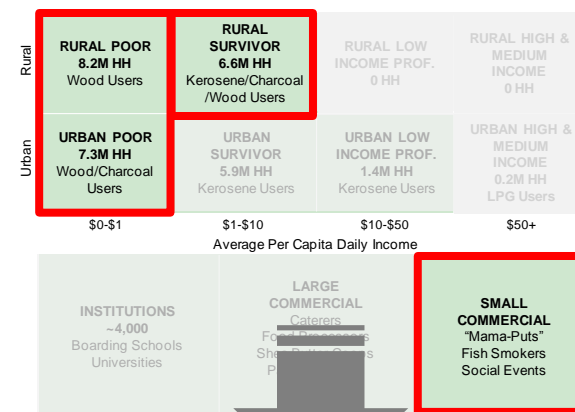 Rural
RURAL POOR
8.2M HH
Wood Users
RURAL
SURVIVOR
6.6M HH
Kerosene/Charcoal
/Wood Users
RURAL LOW
INCOME PROF.
0 HH
RURAL HIGH &
MEDIUM
INCOME
0 HH
Urban
URBAN POOR
7.3M HH
Wood/Charcoal
Users
URBAN
SURVIVOR
5.9M HH
Kerosene Users
URBAN LOW
INCOME PROF.
1.4M HH
Kerosene Users
URBAN HIGH &
MEDIUM
INCOME
0.2M HH
LPG Users
$0-$1
$1-$10
$10-$50
$50+
Average Per Capita Daily Income
INSTITUTIONS
~4,000
Boarding Schools
Universities
LARGE
COMMERCIAL
Caterers
SMALL
COMMERCIAL
“Mama-Puts”
Fish Smokers
Social Events